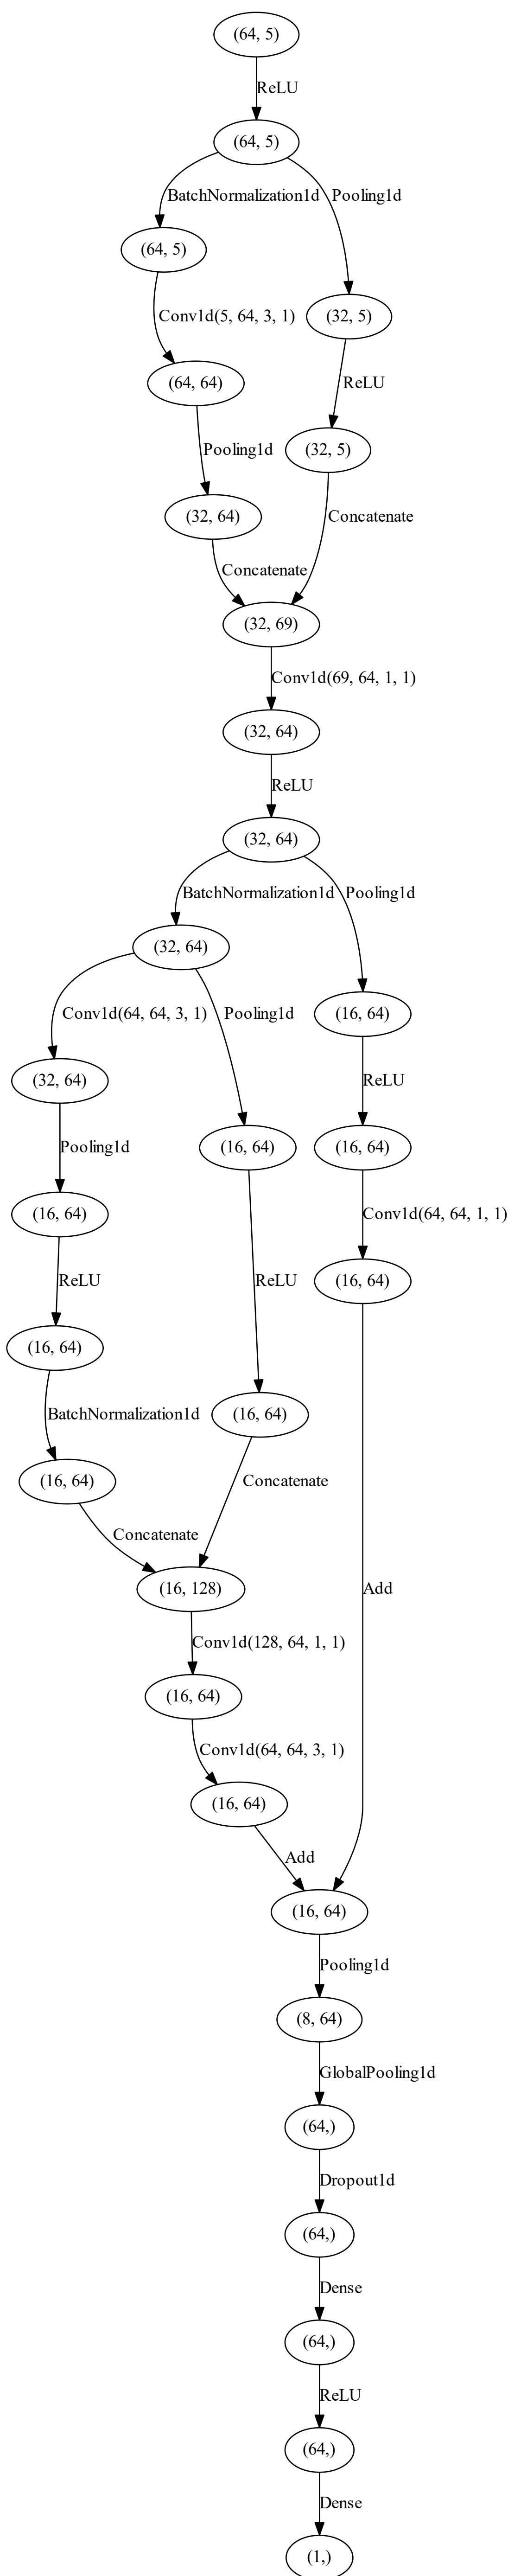 (64, 5)
ReLU
(64, 5)
BatchNormalization1d
Pooling1d
(64, 5)
Conv1d(5, 64, 3, 1)
(32, 5)
(64, 64)
ReLU
Pooling1d
(32, 5)
(32, 64)
Concatenate
Concatenate
(32, 69)
Conv1d(69, 64, 1, 1)
(32, 64)
ReLU
(32, 64)
BatchNormalization1d
Pooling1d
(32, 64)
Conv1d(64, 64, 3, 1)
Pooling1d
(16, 64)
(32, 64)
ReLU
Pooling1d
(16, 64)
(16, 64)
(16, 64)
Conv1d(64, 64, 1, 1)
ReLU
ReLU
(16, 64)
(16, 64)
BatchNormalization1d
(16, 64)
(16, 64)
Concatenate
Concatenate
(16, 128)
Add
Conv1d(128, 64, 1, 1)
(16, 64)
Conv1d(64, 64, 3, 1)
(16, 64)
Add
(16, 64)
Pooling1d
(8, 64)
GlobalPooling1d
(64,)
Dropout1d
(64,)
Dense
(64,)
ReLU
(64,)
Dense
(1,)